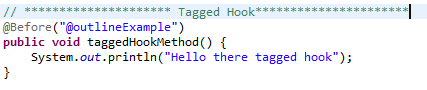 // ******************** Tagged Hook*********************
@Before("@outlineExample")
public void taggedHookMethod() {
    System.out.println("Hello there tagged hook");
}